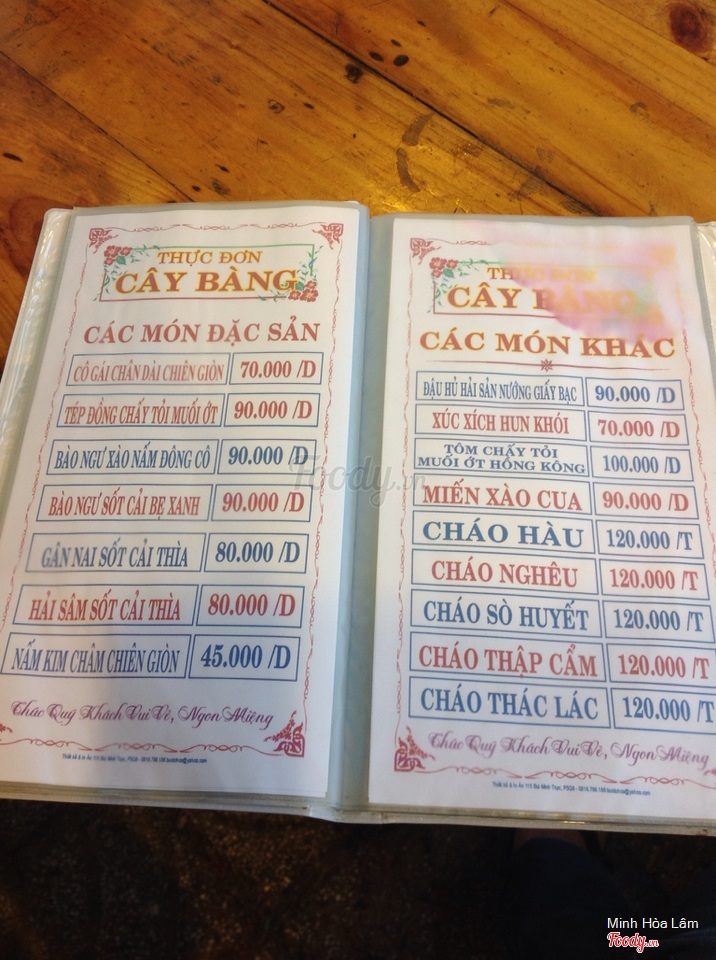 THỰC ĐƠN
CÂY BÀNG
CÁC MÓN ĐẶC SẢN
CÔ GÁI CHÂN DÀI CHIÊN GIÒN 70.000 /D
TÉP ĐỒNG CHẤY TỎI MUỐI ỚT 90.000 /D
BÀO NGƯ XÀO NẤM ĐÔNG CÔ 90.000 /D
BÀO NGƯ SỐT CẢI BẸ XANH 90.000 /D
GÂN NAI SỐT CẢI THÌA 80.000 /D
HẢI SÂM SỐT CẢI THÌA 80.000 /D
NẤM KIM CHÂM CHIÊN GIÒN 45.000 /D
Chúc Quý Khách Vui Vẻ, Ngon Miệng
THỰC ĐƠN
CÂY BÀNG
CÁC MÓN KHÁC
ĐẬU HỦ HẢI SẢN NƯỚNG GIẤY BẠC 90.000 /D
XÚC XÍCH HUN KHÓI 70.000 /D
TÔM CHẤY TỎI
MUỐI ỚT HỒNG KÔNG 100.000 /D
MIẾN XÀO CUA 90.000 /D
CHÁO HÀU 120.000 /T
CHÁO NGHÊU 120.000 /T
CHÁO SÒ HUYẾT 120.000 /T
CHÁO THẬP CẨM 120.000 /T
CHÁO THÁC LÁC 120.000 /T
Chúc Quý Khách Vui Vẻ, Ngon Miệng
Foody.vn
Minh Hòa Lâm
Foody.vn